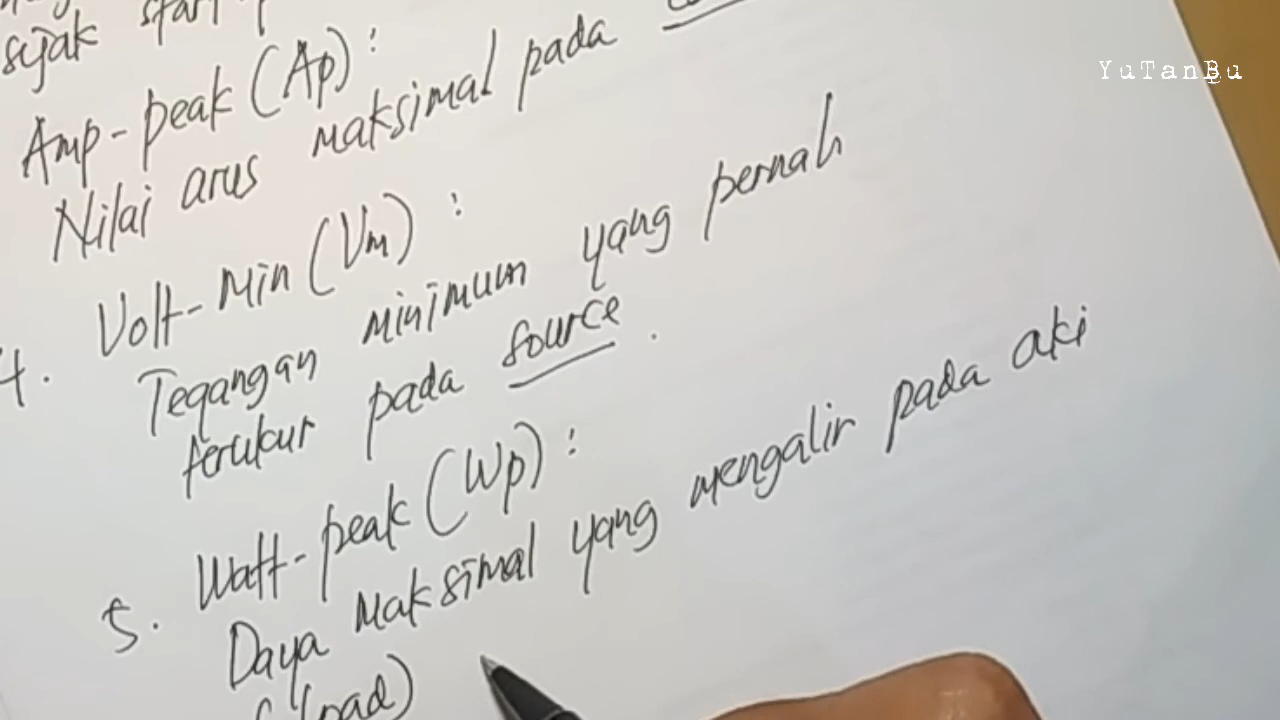 sejak start
YuTanBu
Amp-peak (Ap) :
Nilai arus maksimal pada
4. Volt-Min (Vm) :
Tegangan minimum yang pernah
terukur pada source.
5. Watt-peak (Wp) :
Daya Maksimal yang mengalir pada aki
(load)